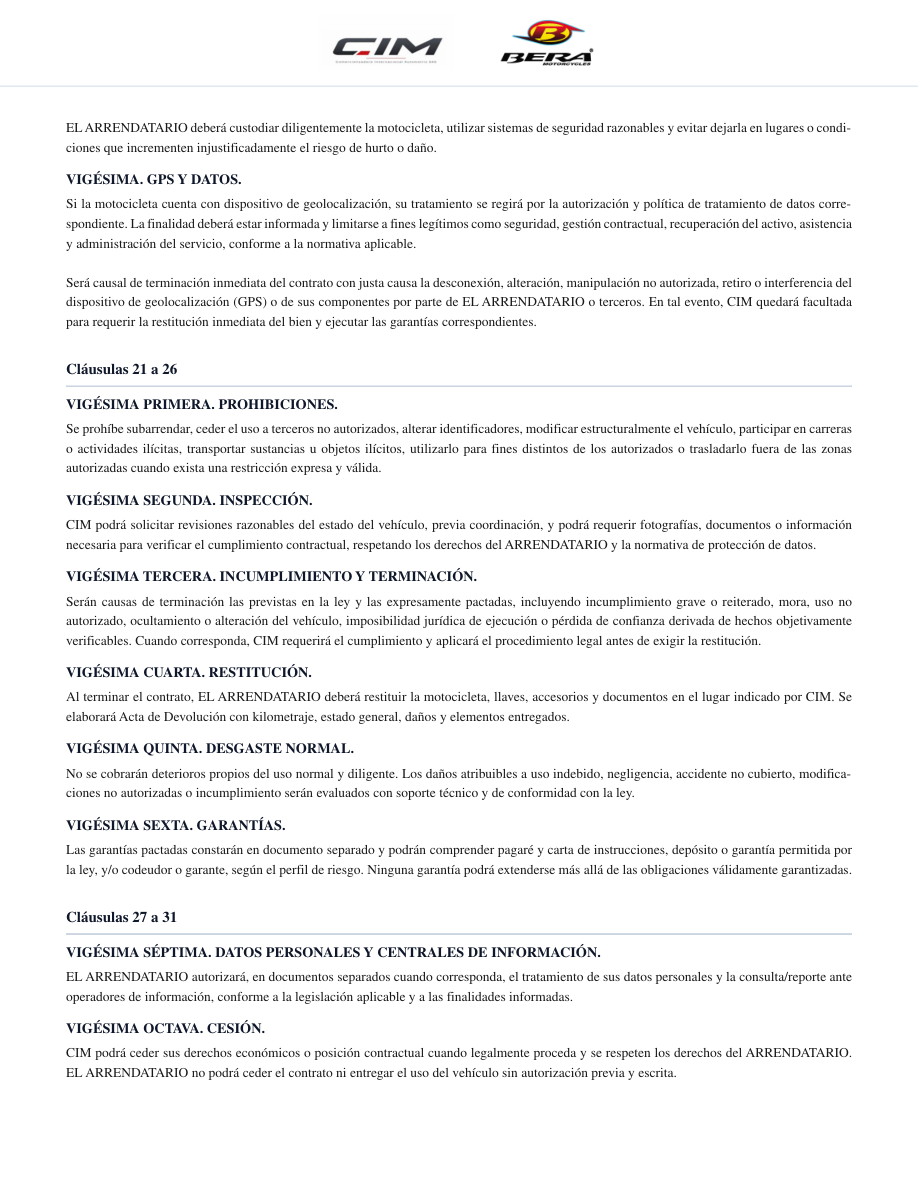 CIM
BERA
MOTORCYCLES
EL ARRENDATARIO deberá custodiar diligentemente la motocicleta, utilizar sistemas de seguridad razonables y evitar dejarla en lugares o condi-
ciones que incrementen injustificadamente el riesgo de hurto o daño.
VIGÉSIMA. GPS Y DATOS.
Si la motocicleta cuenta con dispositivo de geolocalización, su tratamiento se regirá por la autorización y política de tratamiento de datos corre-
spondiente. La finalidad deberá estar informada y limitarse a fines legítimos como seguridad, gestión contractual, recuperación del activo, asistencia
y administración del servicio, conforme a la normativa aplicable.
Será causal de terminación inmediata del contrato con justa causa la desconexión, alteración, manipulación no autorizada, retiro o interferencia del
dispositivo de geolocalización (GPS) o de sus componentes por parte de EL ARRENDATARIO o terceros. En tal evento, CIM quedará facultada
para requerir la restitución inmediata del bien y ejecutar las garantías correspondientes.
Cláusulas 21 a 26
VIGÉSIMA PRIMERA. PROHIBICIONES.
Se prohíbe subarrendar, ceder el uso a terceros no autorizados, alterar identificadores, modificar estructuralmente el vehículo, participar en carreras
o actividades ilícitas, transportar sustancias u objetos ilícitos, utilizarlo para fines distintos de los autorizados o trasladarlo fuera de las zonas
autorizadas cuando exista una restricción expresa y válida.
VIGÉSIMA SEGUNDA. INSPECCIÓN.
CIM podrá solicitar revisiones razonables del estado del vehículo, previa coordinación, y podrá requerir fotografías, documentos o información
necesaria para verificar el cumplimiento contractual, respetando los derechos del ARRENDATARIO y la normativa de protección de datos.
VIGÉSIMA TERCERA. INCUMPLIMIENTO Y TERMINACIÓN.
Serán causas de terminación las previstas en la ley y las expresamente pactadas, incluyendo incumplimiento grave o reiterado, mora, uso no
autorizado, ocultamiento o alteración del vehículo, imposibilidad jurídica de ejecución o pérdida de confianza derivada de hechos objetivamente
verificables. Cuando corresponda, CIM requerirá el cumplimiento y aplicará el procedimiento legal antes de exigir la restitución.
VIGÉSIMA CUARTA. RESTITUCIÓN.
Al terminar el contrato, EL ARRENDATARIO deberá restituir la motocicleta, llaves, accesorios y documentos en el lugar indicado por CIM. Se
elaborará Acta de Devolución con kilometraje, estado general, daños y elementos entregados.
VIGÉSIMA QUINTA. DESGASTE NORMAL.
No se cobrarán deterioros propios del uso normal y diligente. Los daños atribuibles a uso indebido, negligencia, accidente no cubierto, modifica-
ciones no autorizadas o incumplimiento serán evaluados con soporte técnico y de conformidad con la ley.
VIGÉSIMA SEXTA. GARANTÍAS.
Las garantías pactadas constarán en documento separado y podrán comprender pagaré y carta de instrucciones, depósito o garantía permitida por
la ley, y/o codeudor o garante, según el perfil de riesgo. Ninguna garantía podrá extenderse más allá de las obligaciones válidamente garantizadas.
Cláusulas 27 a 31
VIGÉSIMA SÉPTIMA. DATOS PERSONALES Y CENTRALES DE INFORMACIÓN.
EL ARRENDATARIO autorizará, en documentos separados cuando corresponda, el tratamiento de sus datos personales y la consulta/reporte ante
operadores de información, conforme a la legislación aplicable y a las finalidades informadas.
VIGÉSIMA OCTAVA. CESIÓN.
CIM podrá ceder sus derechos económicos o posición contractual cuando legalmente proceda y se respeten los derechos del ARRENDATARIO.
EL ARRENDATARIO no podrá ceder el contrato ni entregar el uso del vehículo sin autorización previa y escrita.